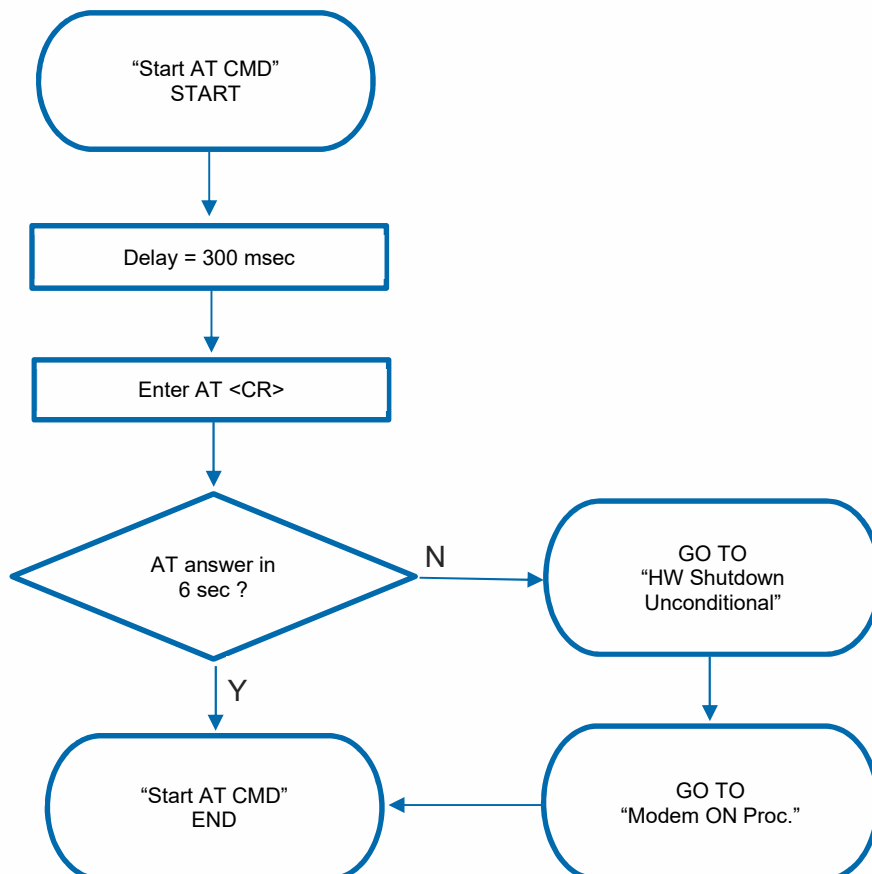 “Start AT CMD”
START
Delay = 300 msec
Enter AT <CR>
AT answer in
6 sec ?
N
GO TO
“HW Shutdown
Unconditional”
Y
“Start AT CMD”
END
GO TO
“Modem ON Proc.”